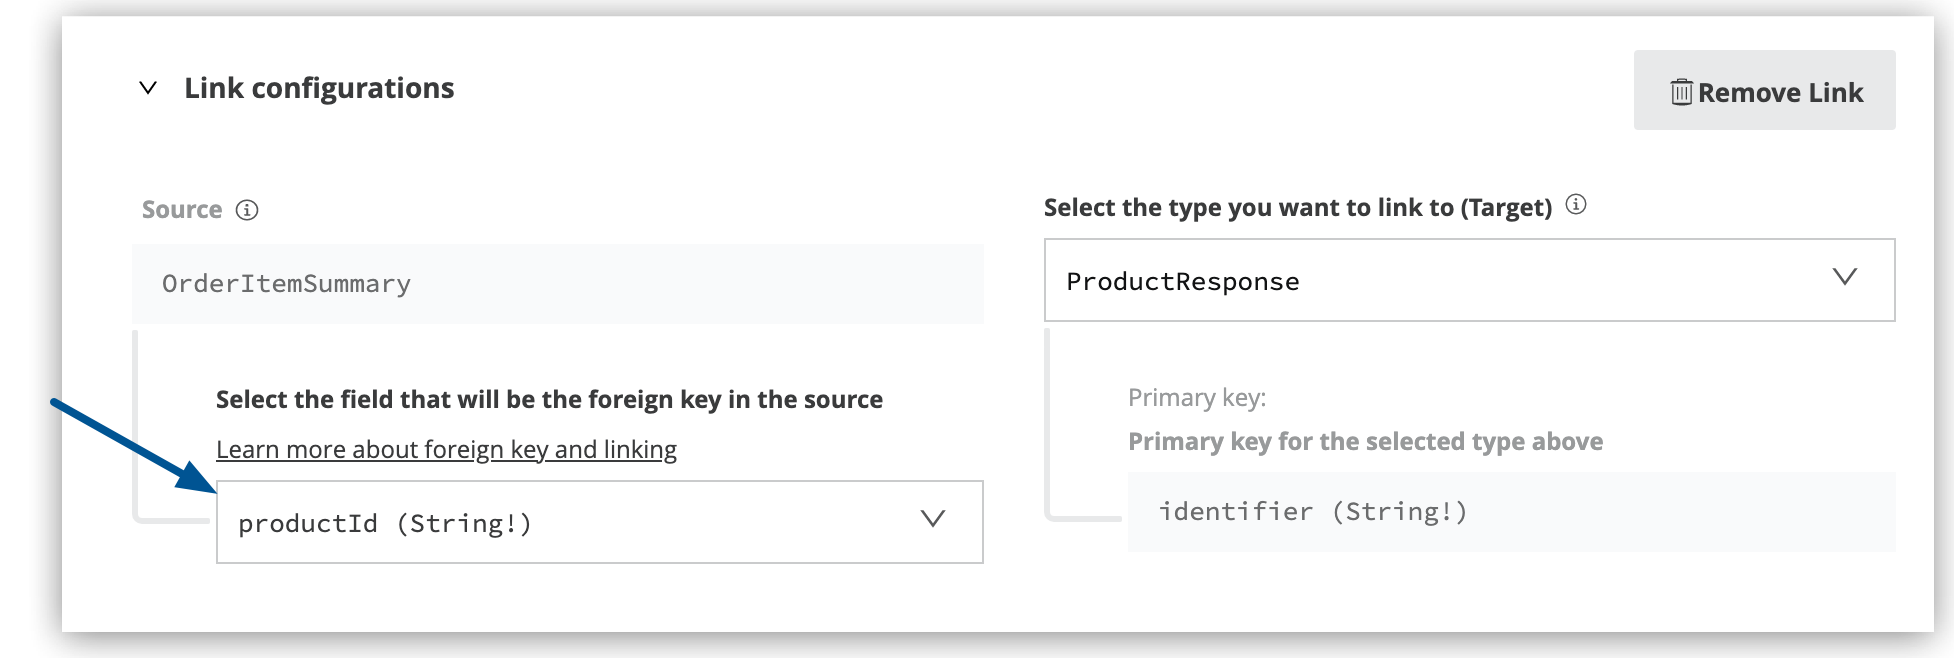 Link configurations
Remove Link
Source
OrderItemSummary
Select the field that will be the foreign key in the source
Learn more about foreign key and linking
productId (String!)
Select the type you want to link to (Target)
ProductResponse
Primary key:
Primary key for the selected type above
identifier (String!)